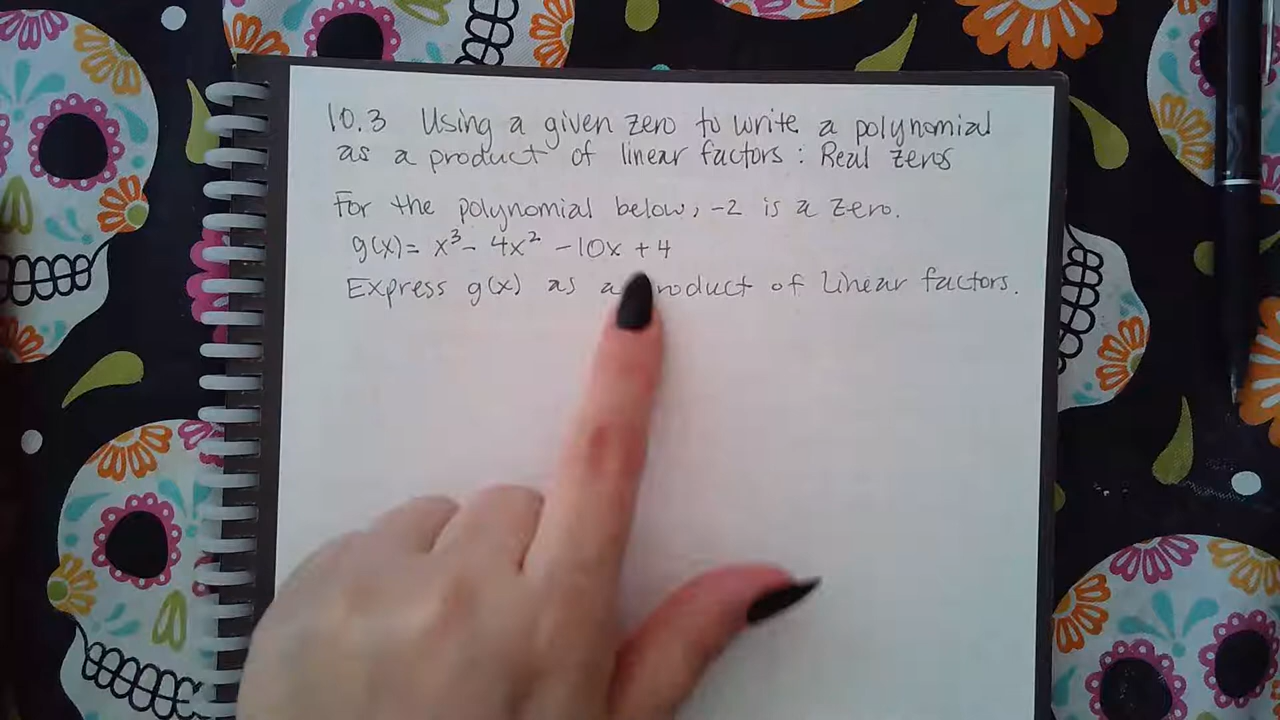 10.3 Using a given zero to write a polynomial
as a product of linear factors: Real zeros
For the polynomial below, -2 is a zero.
g(x)= x³- 4x² -10x +4
Express g(x) as a product of linear factors.